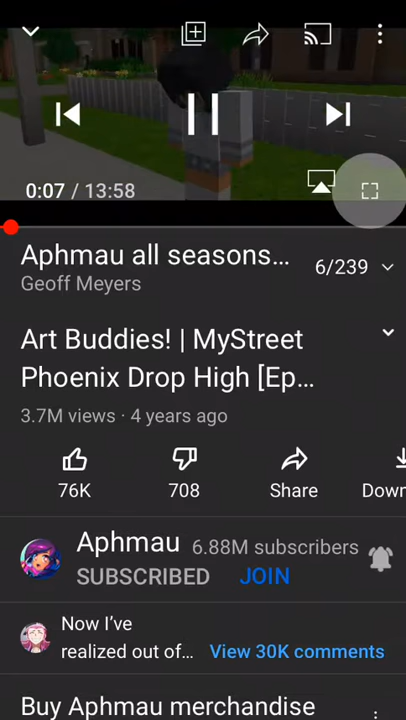 0:07 / 13:58
Aphmau all seasons...
Geoff Meyers
6/239
Art Buddies! | MyStreet
Phoenix Drop High [Ep...
3.7M views · 4 years ago
76K
708
Share
Down
Aphmau
6.88M subscribers
SUBSCRIBED
JOIN
Now I've
realized out of...
View 30K comments
Buy Aphmau merchandise